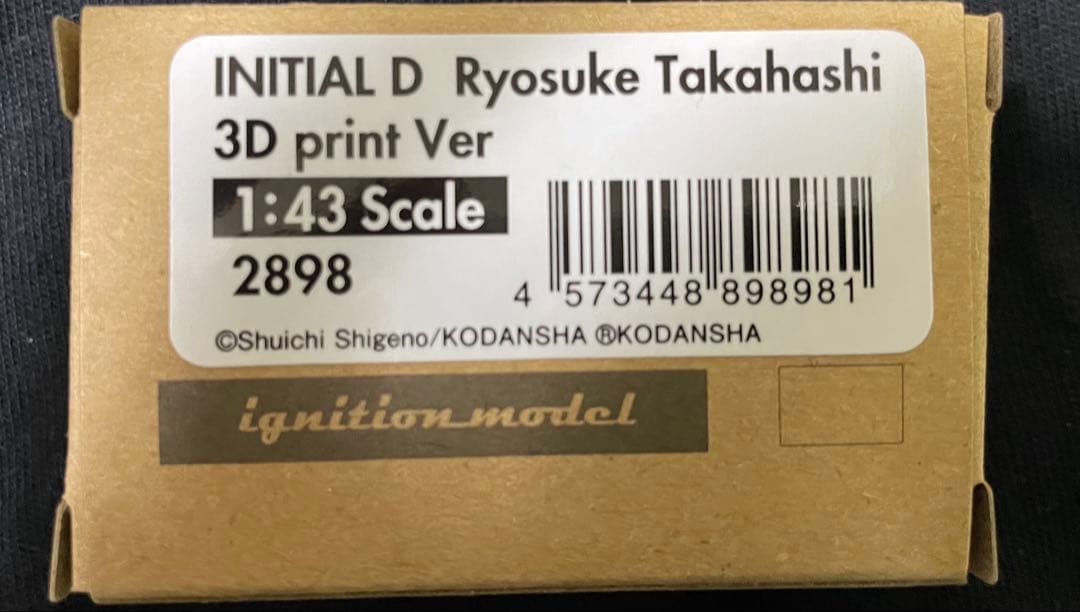 INITIAL D Ryosuke Takahashi
3D print Ver
1:43 Scale
2898
4 573448 898981
©Shuichi Shigeno/KODANSHA ®KODANSHA
ignition model